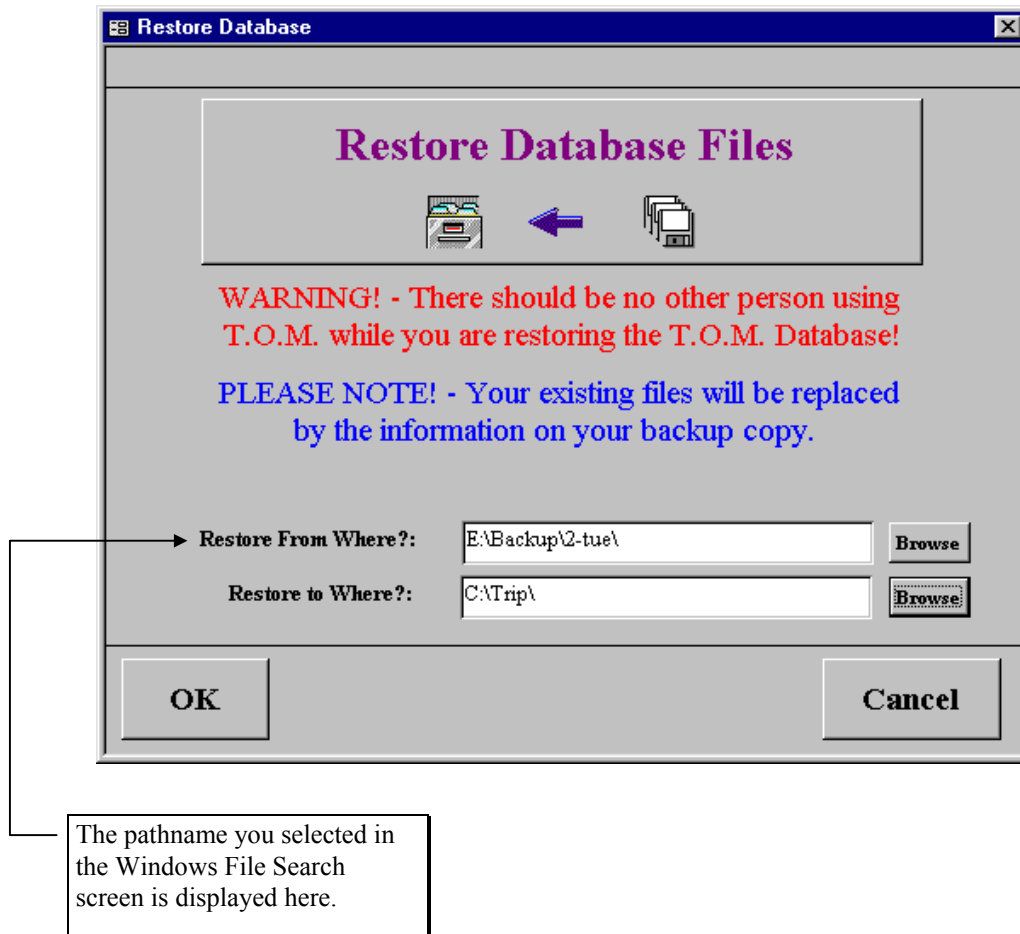 Restore Database
Restore Database Files
WARNING! - There should be no other person using
T.O.M. while you are restoring the T.O.M. Database!
PLEASE NOTE! - Your existing files will be replaced
by the information on your backup copy.
Restore From Where?: E:\Backup\2-tue\ Browse
Restore to Where?: C:\Trip\ Browse
OK Cancel
The pathname you selected in
the Windows File Search
screen is displayed here.